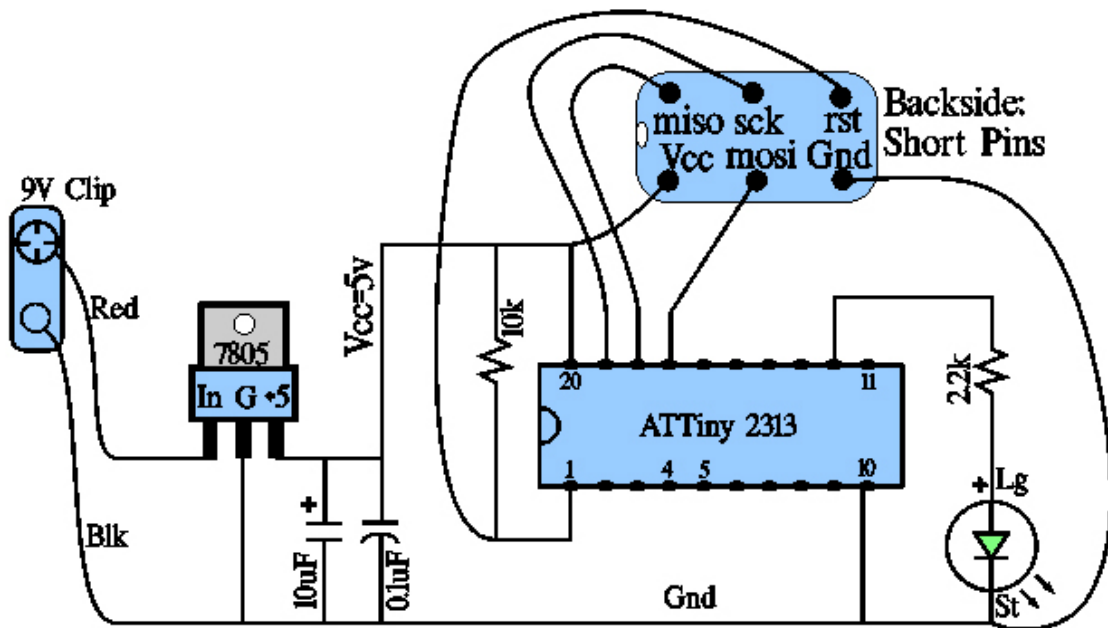 miso sck rst
Vcc mosi Gnd
Backside:
Short Pins
9V Clip
Red
7805
In G +5
Vcc=5v
10k
20
11
ATTiny 2313
1
4
5
10
2.2k
+ Lg
St
Blk
+
10uF
0.1uF
Gnd